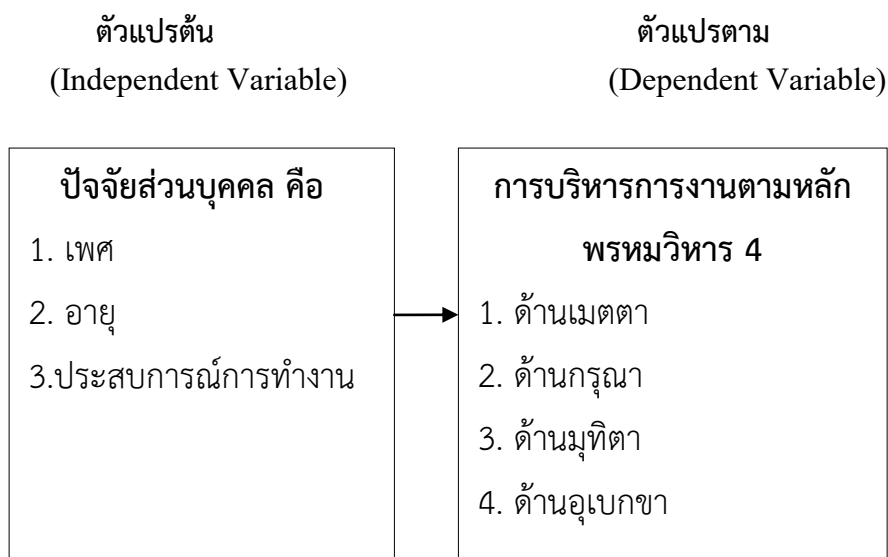 ตัวแปรต้น
(Independent Variable)
ตัวแปรตาม
(Dependent Variable)
ปัจจัยส่วนบุคคล คือ
1. เพศ
2. อายุ
3.ประสบการณ์การทำงาน
การบริหารการงานตามหลัก
พรหมวิหาร 4
1. ด้านเมตตา
2. ด้านกรุณา
3. ด้านมุทิตา
4. ด้านอุเบกขา